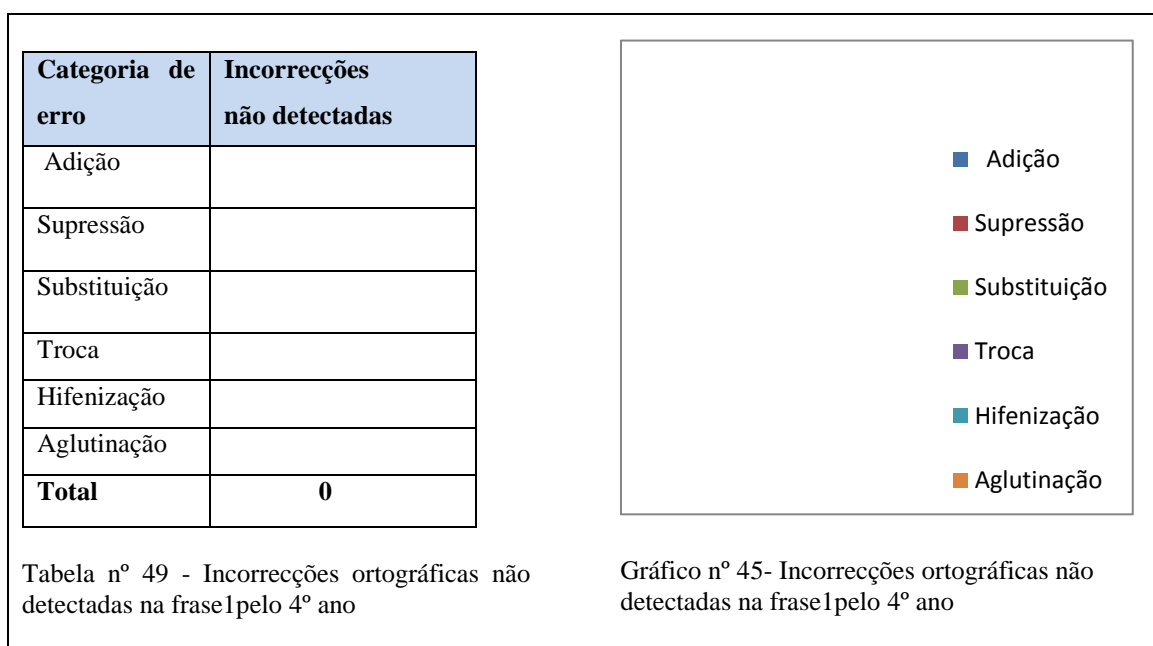 Categoria de Incorrecções
erro não detectadas
Adição
Supressão
Substituição
Troca
Hifenização
Aglutinação
Total 0
Tabela nº 49 - Incorrecções ortográficas não
detectadas na frase1pelo 4º ano
Adição
Supressão
Substituição
Troca
Hifenização
Aglutinação
Gráfico nº 45- Incorrecções ortográficas não
detectadas na frase1pelo 4º ano